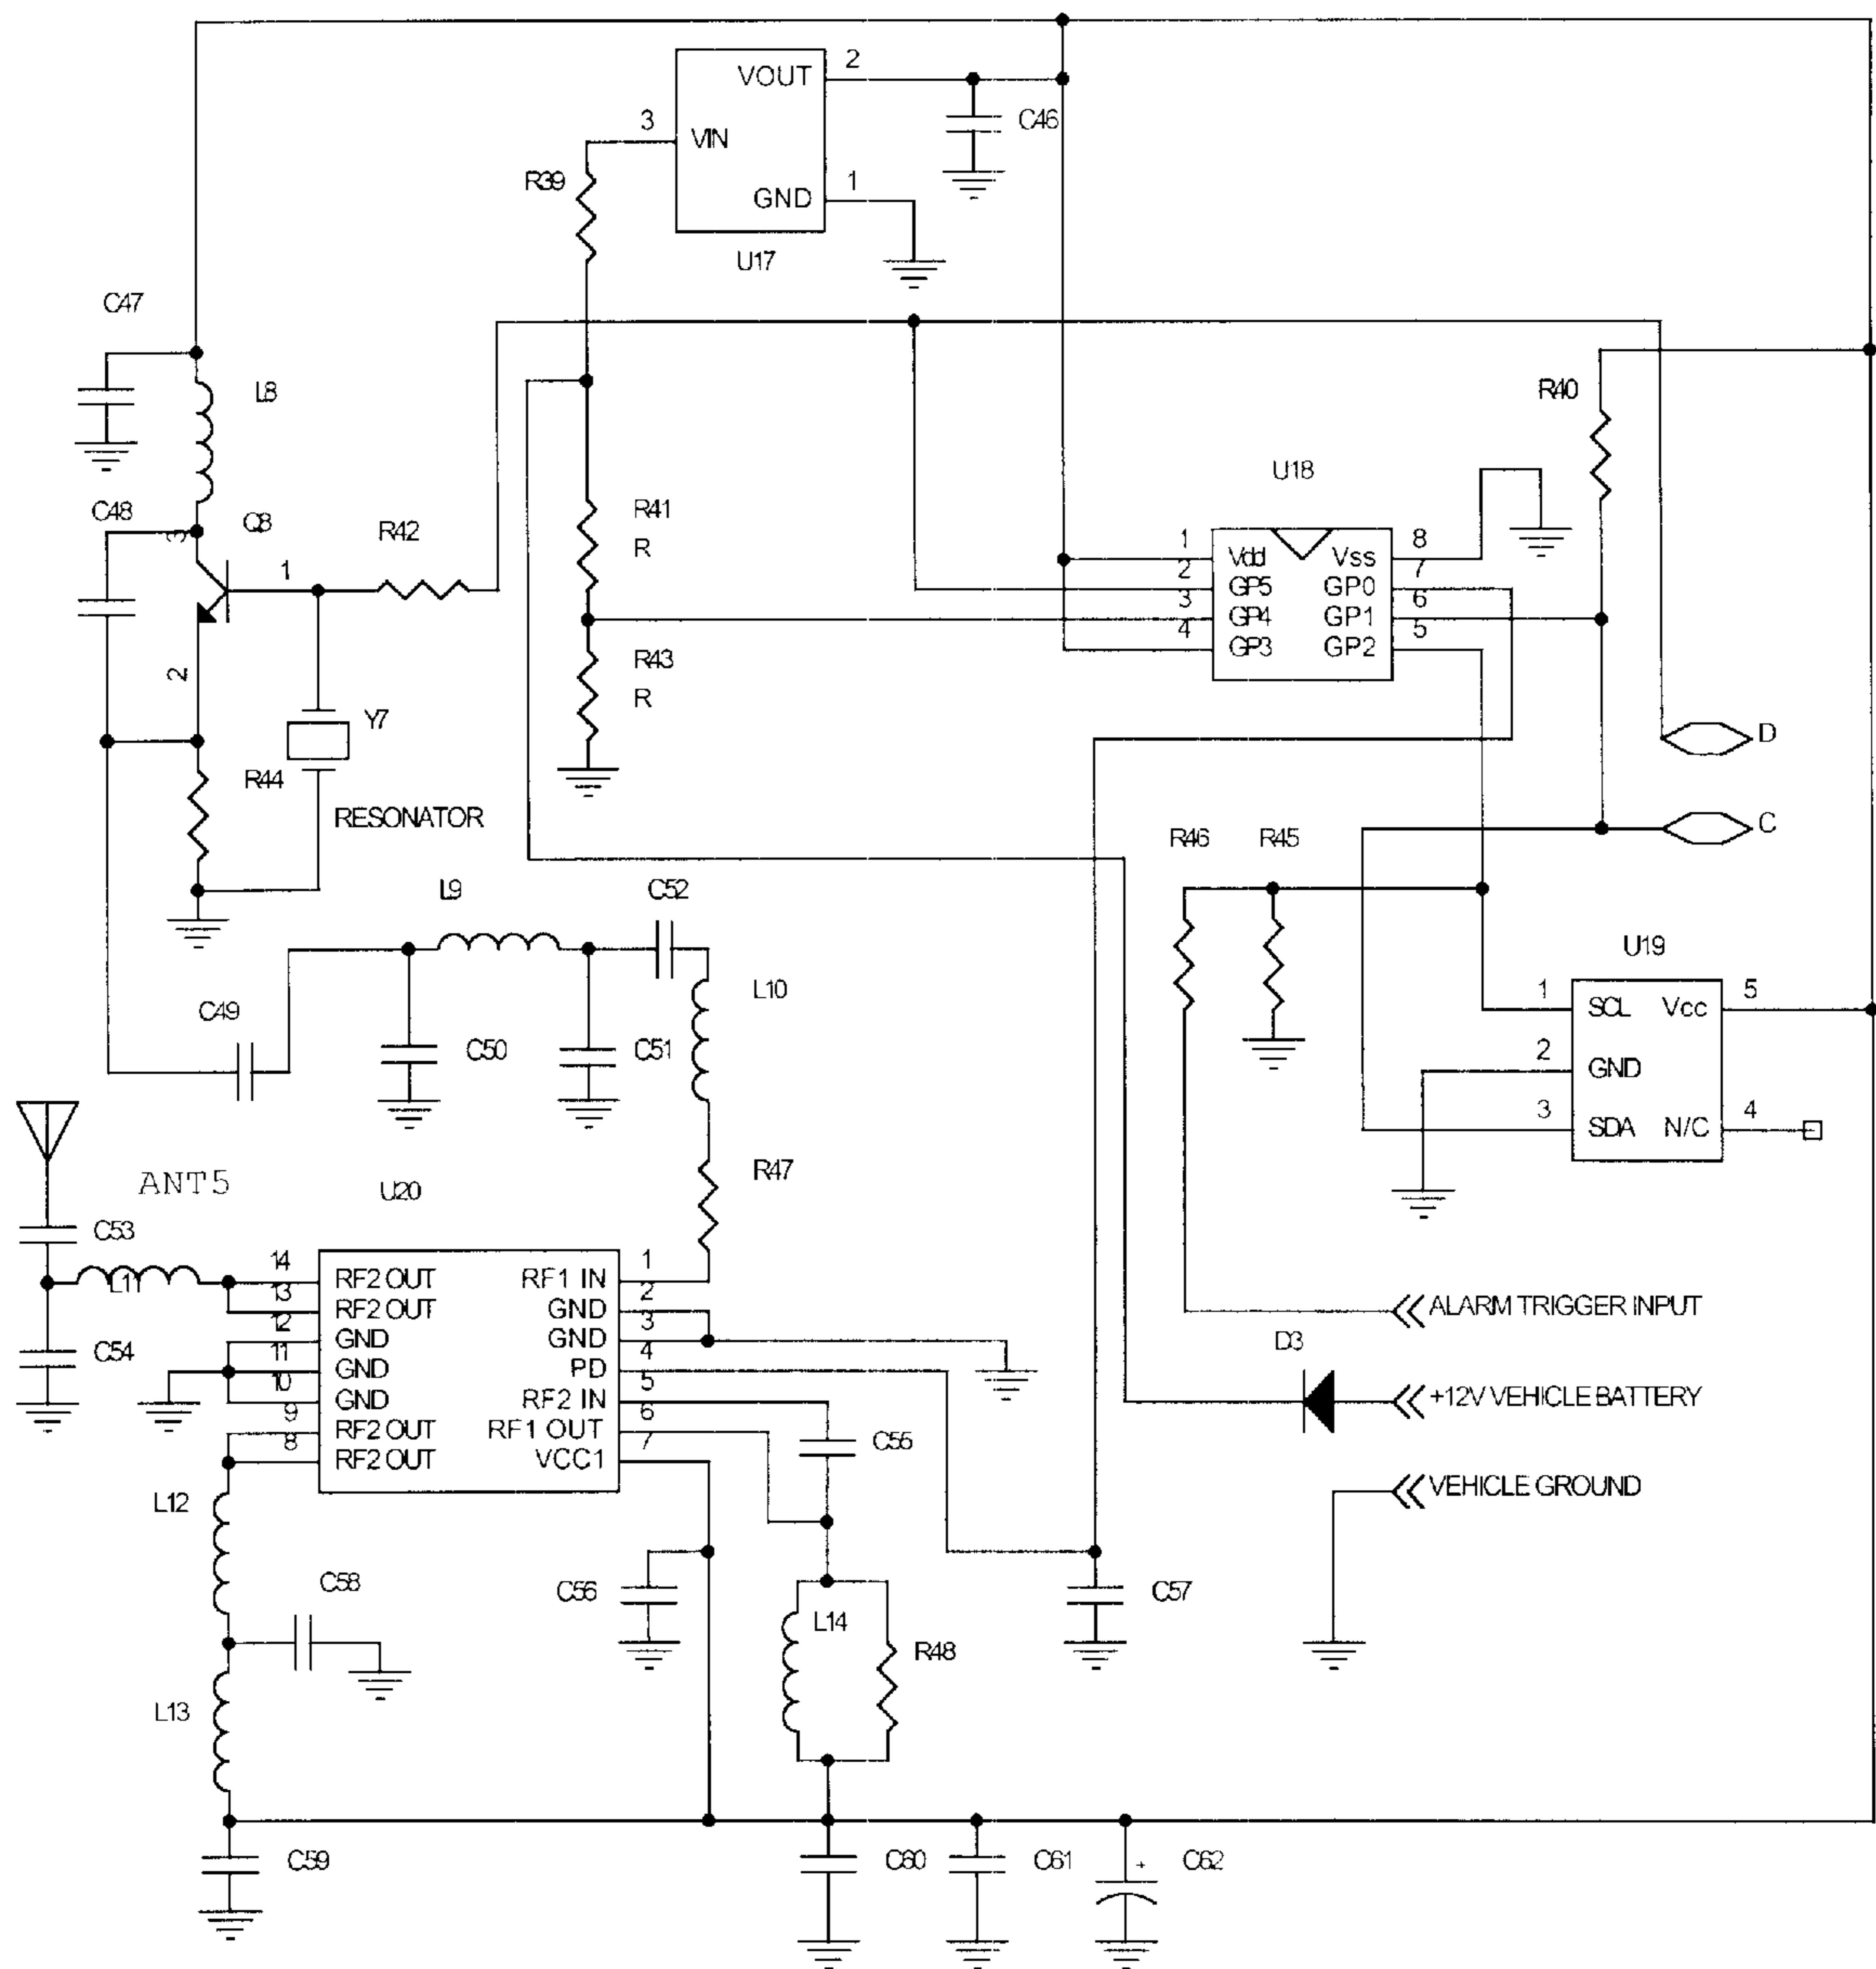 VOUT
2
C46
3
VIN
R39
GND
1
U17
C47
L8
R40
U18
C48
3
Q8
R42
R41
R
1
1
Vdd
Vss
8
2
GP5
GP0
7
3
GP4
GP1
6
4
GP3
GP2
5
R43
R
2
Y7
D
R44
RESONATOR
C
R46
R45
L9
C52
U19
L10
1
SCL
Vcc
5
C49
C50
C51
2
GND
3
SDA
N/C
4
R47
ANT5
U20
C53
14
RF2 OUT
RF1 IN
1
L11
13
RF2 OUT
GND
2
ALARM TRIGGER INPUT
12
GND
GND
3
D3
C54
11
GND
PD
4
10
GND
RF2 IN
5
+12V VEHICLE BATTERY
9
RF2 OUT
RF1 OUT
6
C55
8
RF2 OUT
VCC1
7
VEHICLE GROUND
L12
C58
C56
L14
C57
R48
L13
C59
C60
C61
+
C62